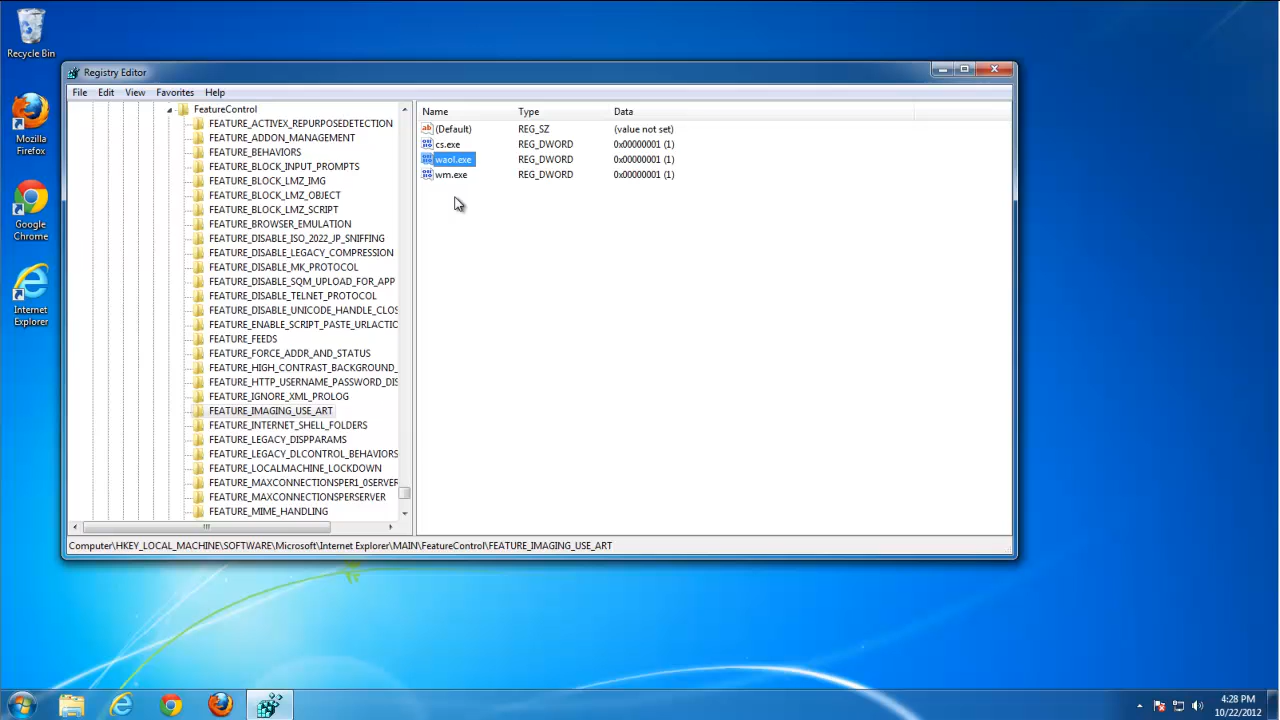 Recycle Bin
Mozilla
Firefox
Google
Chrome
Internet
Explorer
Registry Editor
File Edit View Favorites Help
FeatureControl
FEATURE_ACTIVEX_REPURPOSEDETECTION
FEATURE_ADDON_MANAGEMENT
FEATURE_BEHAVIORS
FEATURE_BLOCK_INPUT_PROMPTS
FEATURE_BLOCK_LMZ_IMG
FEATURE_BLOCK_LMZ_OBJECT
FEATURE_BLOCK_LMZ_SCRIPT
FEATURE_BROWSER_EMULATION
FEATURE_DISABLE_ISO_2022_JP_SNIFFING
FEATURE_DISABLE_LEGACY_COMPRESSION
FEATURE_DISABLE_MK_PROTOCOL
FEATURE_DISABLE_SQM_UPLOAD_FOR_APP
FEATURE_DISABLE_TELNET_PROTOCOL
FEATURE_DISABLE_UNICODE_HANDLE_CLOS
FEATURE_ENABLE_SCRIPT_PASTE_URLACTIO
FEATURE_FEEDS
FEATURE_FORCE_ADDR_AND_STATUS
FEATURE_HIGH_CONTRAST_BACKGROUND_
FEATURE_HTTP_USERNAME_PASSWORD_DIS
FEATURE_IGNORE_XML_PROLOG
FEATURE_IMAGING_USE_ART
FEATURE_INTERNET_SHELL_FOLDERS
FEATURE_LEGACY_DISPPARAMS
FEATURE_LEGACY_DLCONTROL_BEHAVIORS
FEATURE_LOCALMACHINE_LOCKDOWN
FEATURE_MAXCONNECTIONSPER1_0SERVER
FEATURE_MAXCONNECTIONSPERSERVER
FEATURE_MIME_HANDLING
Name Type Data
(Default) REG_SZ (value not set)
cs.exe REG_DWORD 0x00000001 (1)
waol.exe REG_DWORD 0x00000001 (1)
wm.exe REG_DWORD 0x00000001 (1)
Computer\HKEY_LOCAL_MACHINE\SOFTWARE\Microsoft\Internet Explorer\MAIN\FeatureControl\FEATURE_IMAGING_USE_ART
4:28 PM
10/22/2012